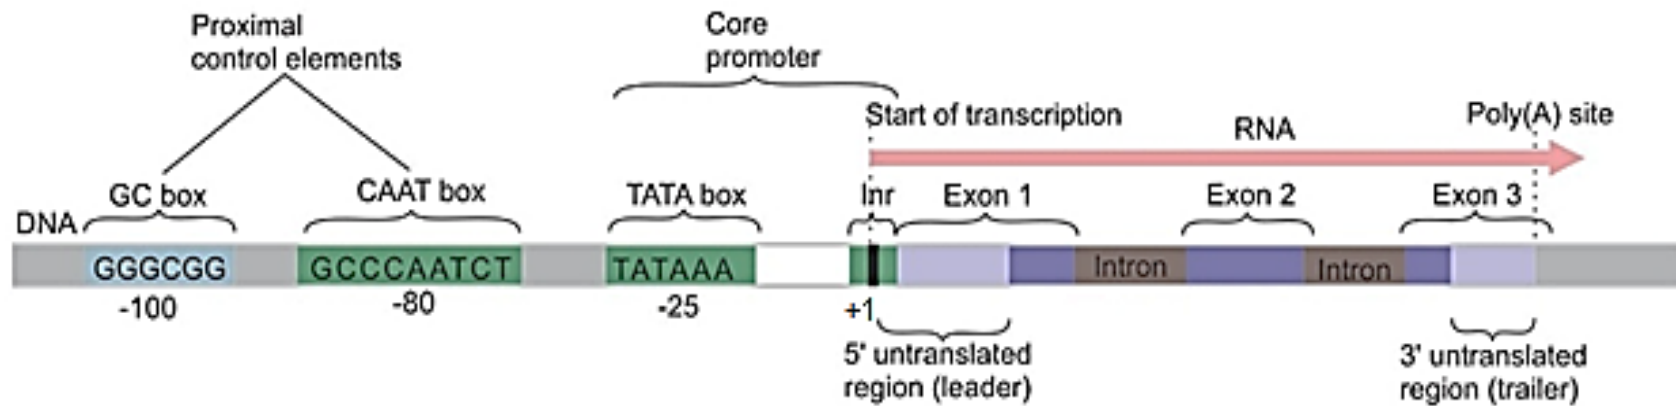 Proximal
control elements
Core
promoter
Start of transcription
RNA
Poly(A) site
GC box
CAAT box
TATA box
Inr
Exon 1
Exon 2
Exon 3
DNA
GGGCGG
GCCCAATCT
TATAAA
Intron
Intron
-100
-80
-25
+1
5' untranslated
region (leader)
3' untranslated
region (trailer)